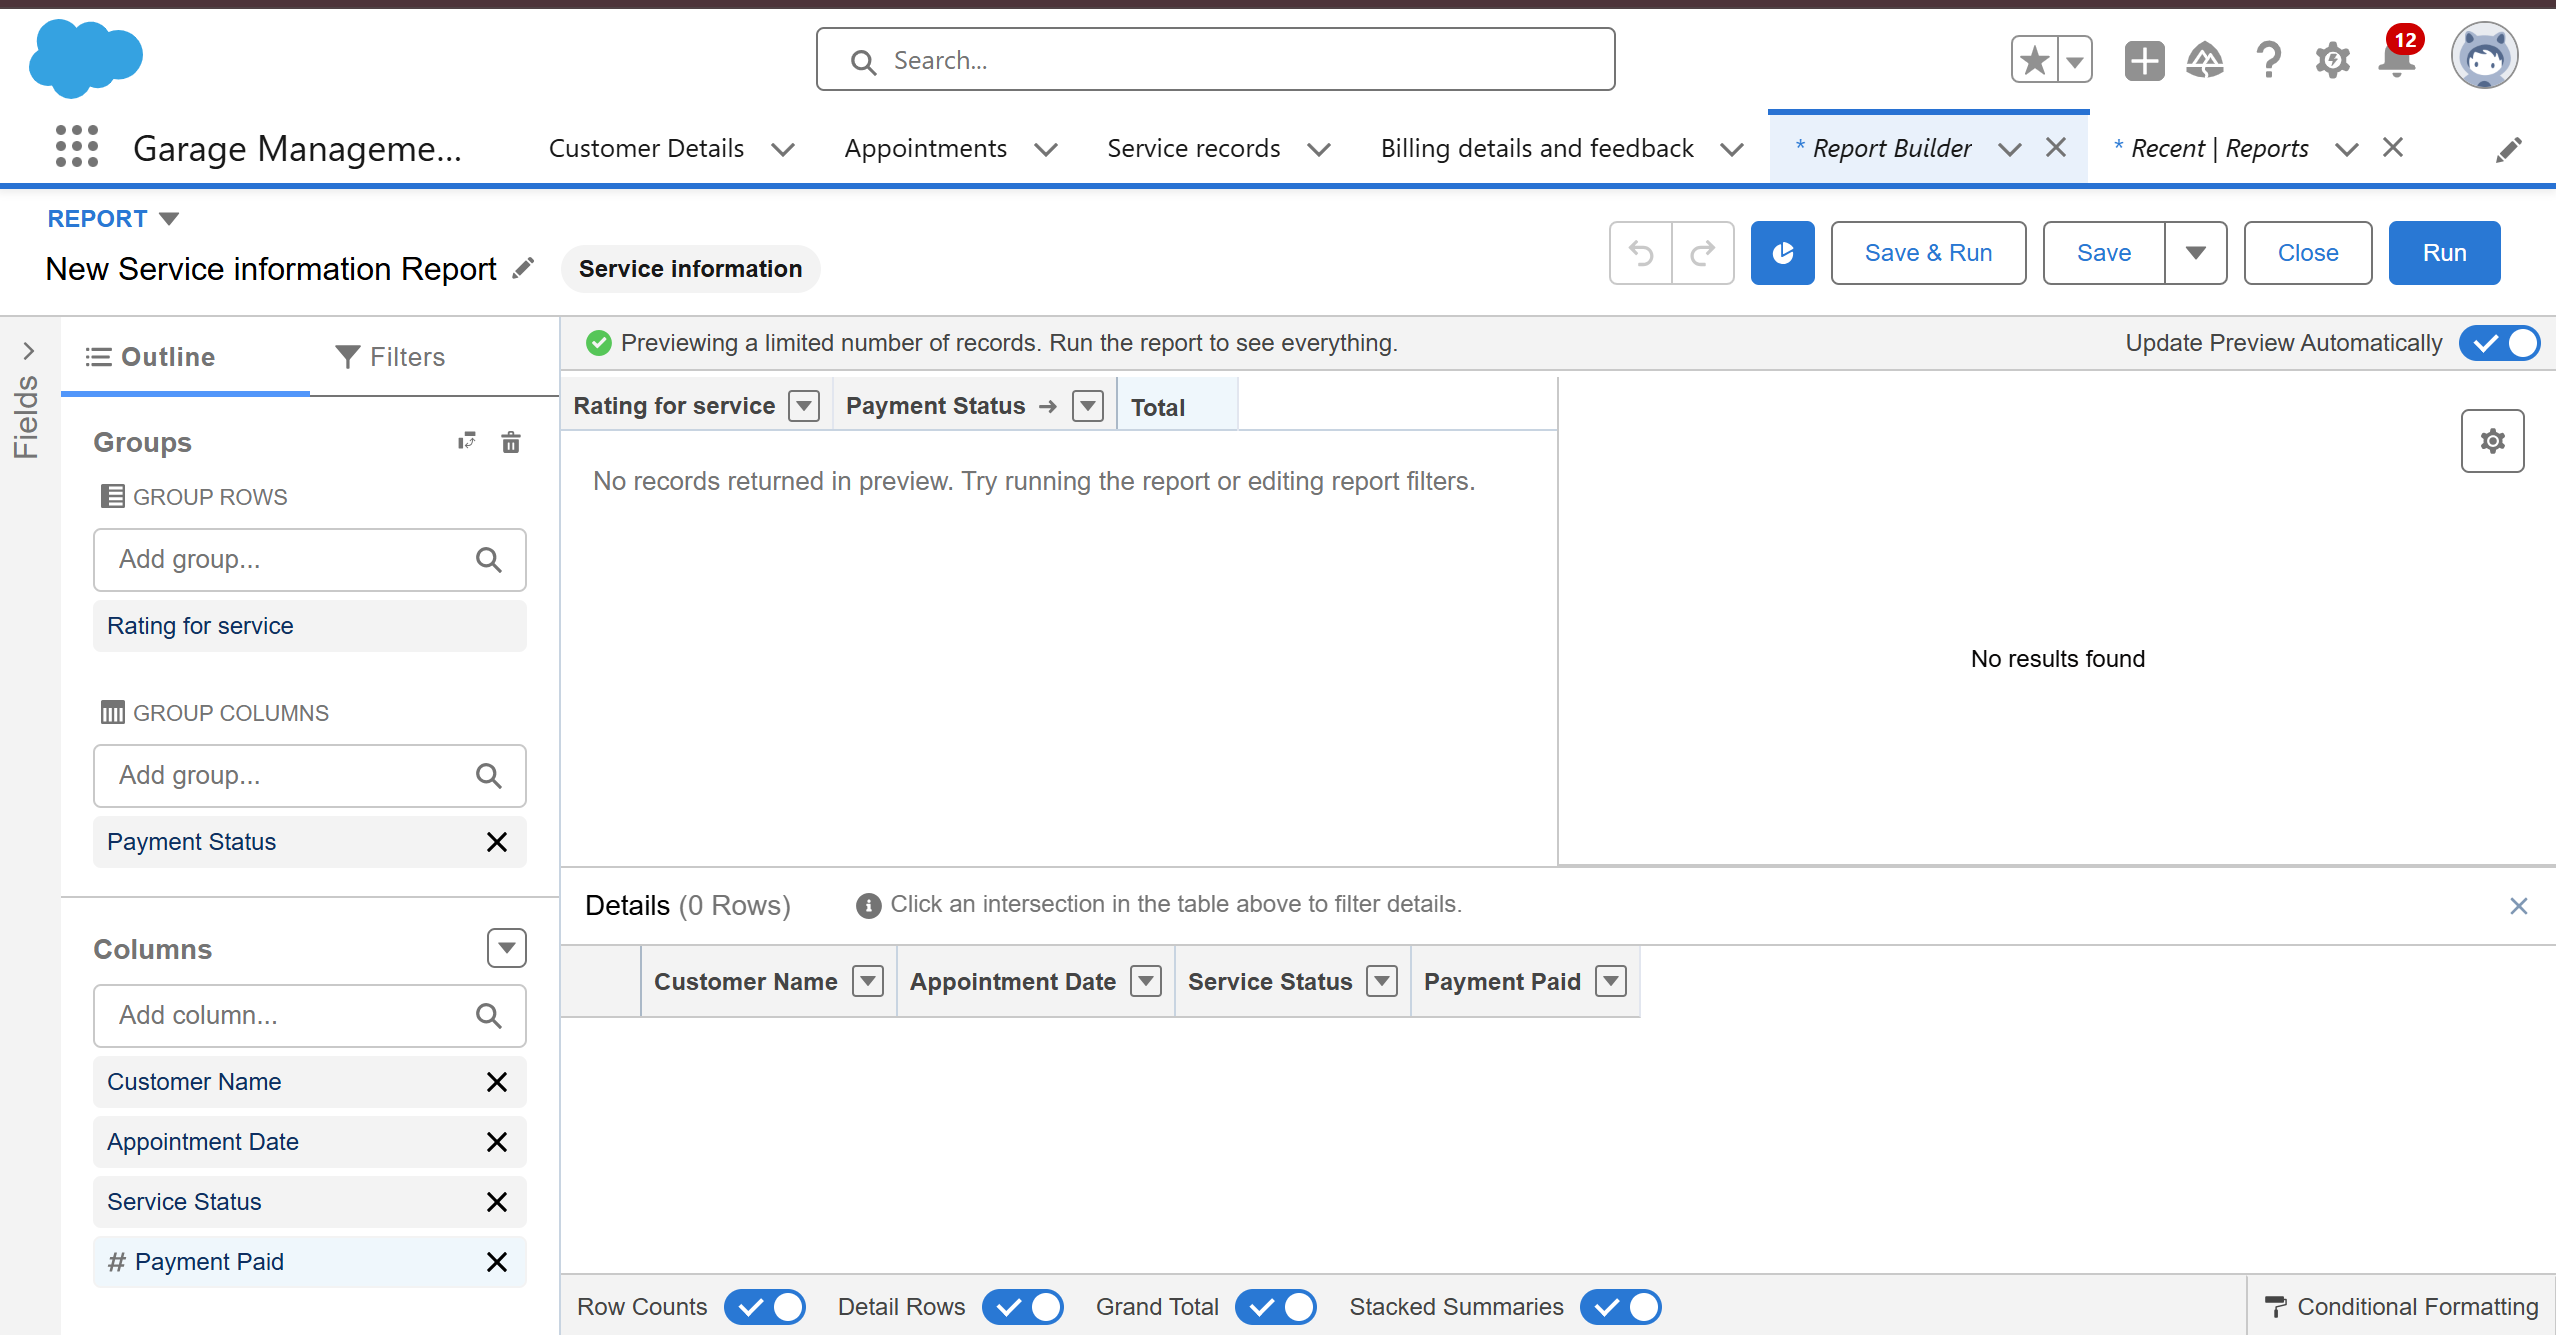 Search...
12
Garage Manageme...
Customer Details
Appointments
Service records
Billing details and feedback
* Report Builder
* Recent | Reports
REPORT
New Service information Report
Service information
Save & Run
Save
Close
Run
Fields
Outline
Filters
Previewing a limited number of records. Run the report to see everything.
Update Preview Automatically
Groups
GROUP ROWS
Add group...
Rating for service
GROUP COLUMNS
Add group...
Payment Status
Rating for service
Payment Status
Total
No records returned in preview. Try running the report or editing report filters.
No results found
Columns
Add column...
Customer Name
Appointment Date
Service Status
# Payment Paid
Details (0 Rows)
Click an intersection in the table above to filter details.
Customer Name
Appointment Date
Service Status
Payment Paid
Row Counts
Detail Rows
Grand Total
Stacked Summaries
Conditional Formatting